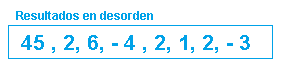 Resultados en desorden
45 , 2, 6, - 4 , 2, 1, 2, - 3